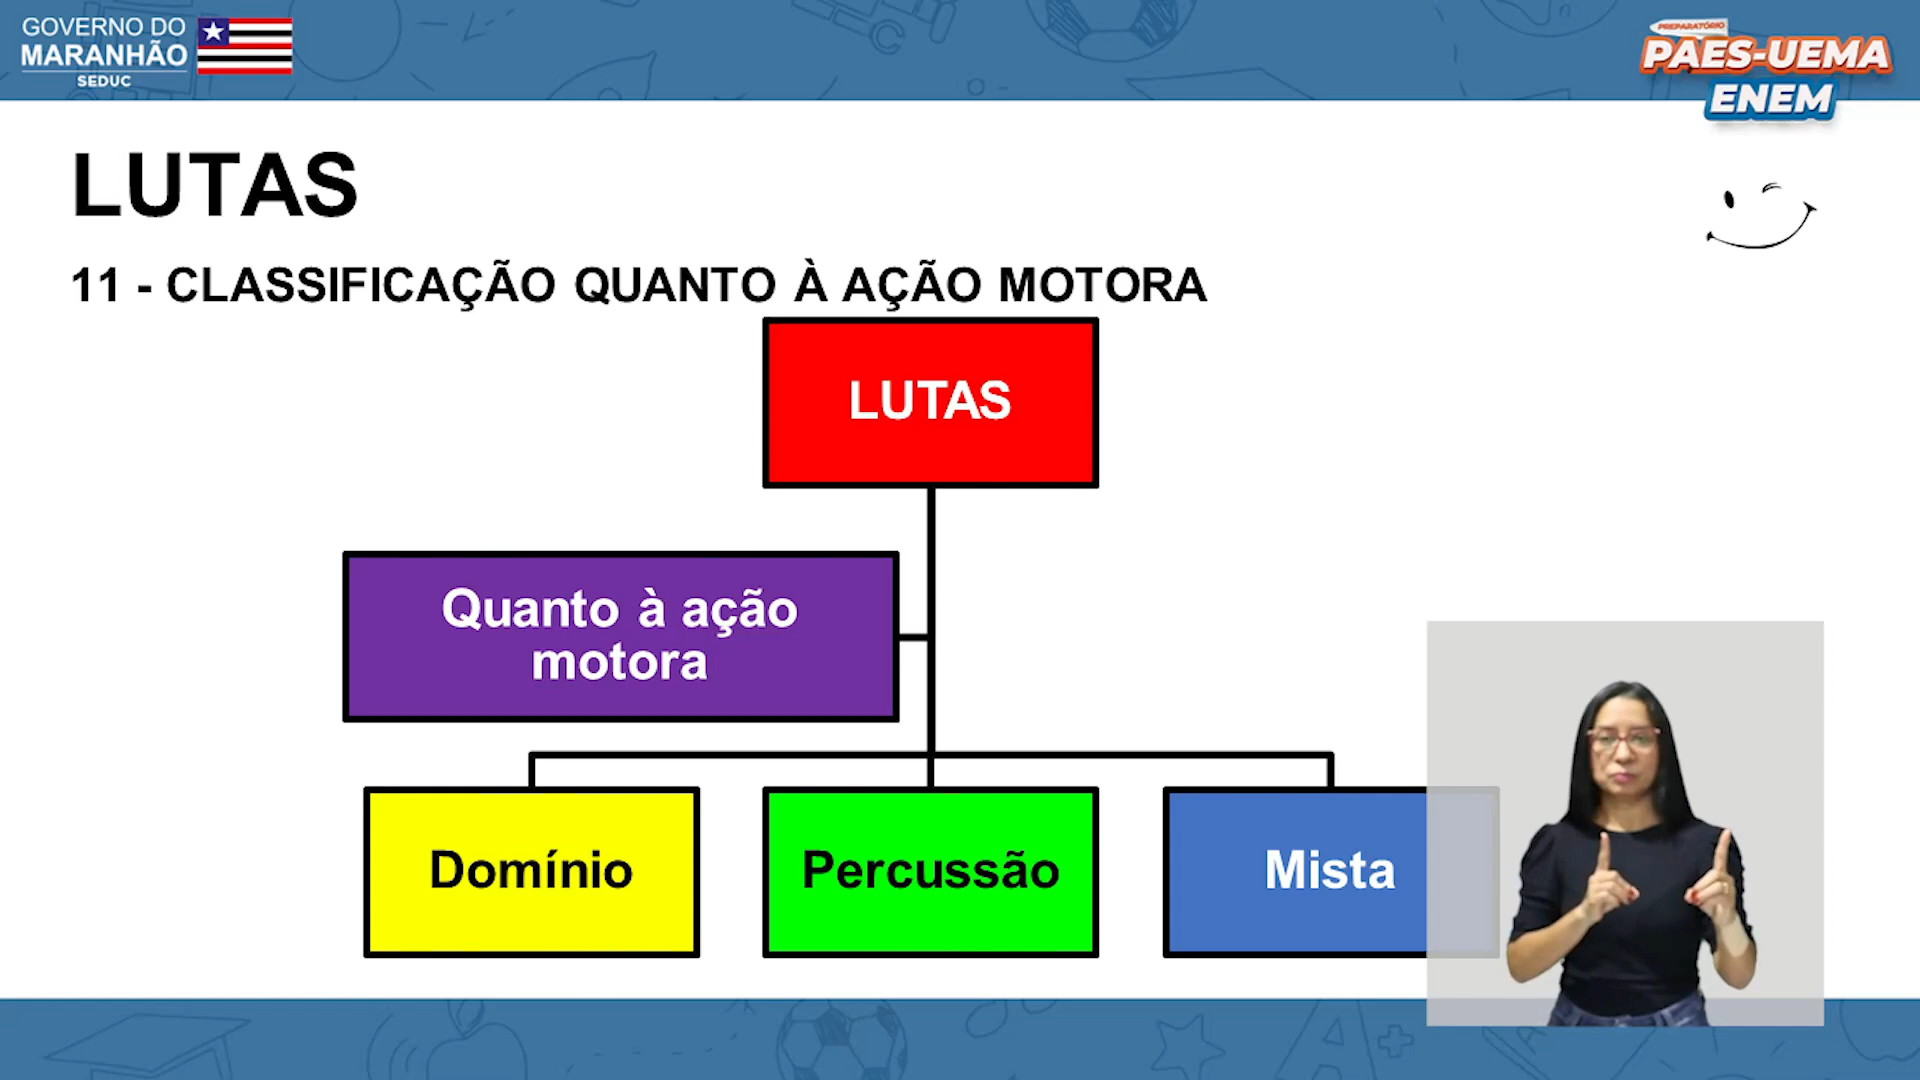 GOVERNO DO
MARANHÃO
SEDUC
PREPARATÓRIO
PAES-UEMA
ENEM
LUTAS
11 - CLASSIFICAÇÃO QUANTO À AÇÃO MOTORA
LUTAS
Quanto à ação
motora
Domínio
Percussão
Mista